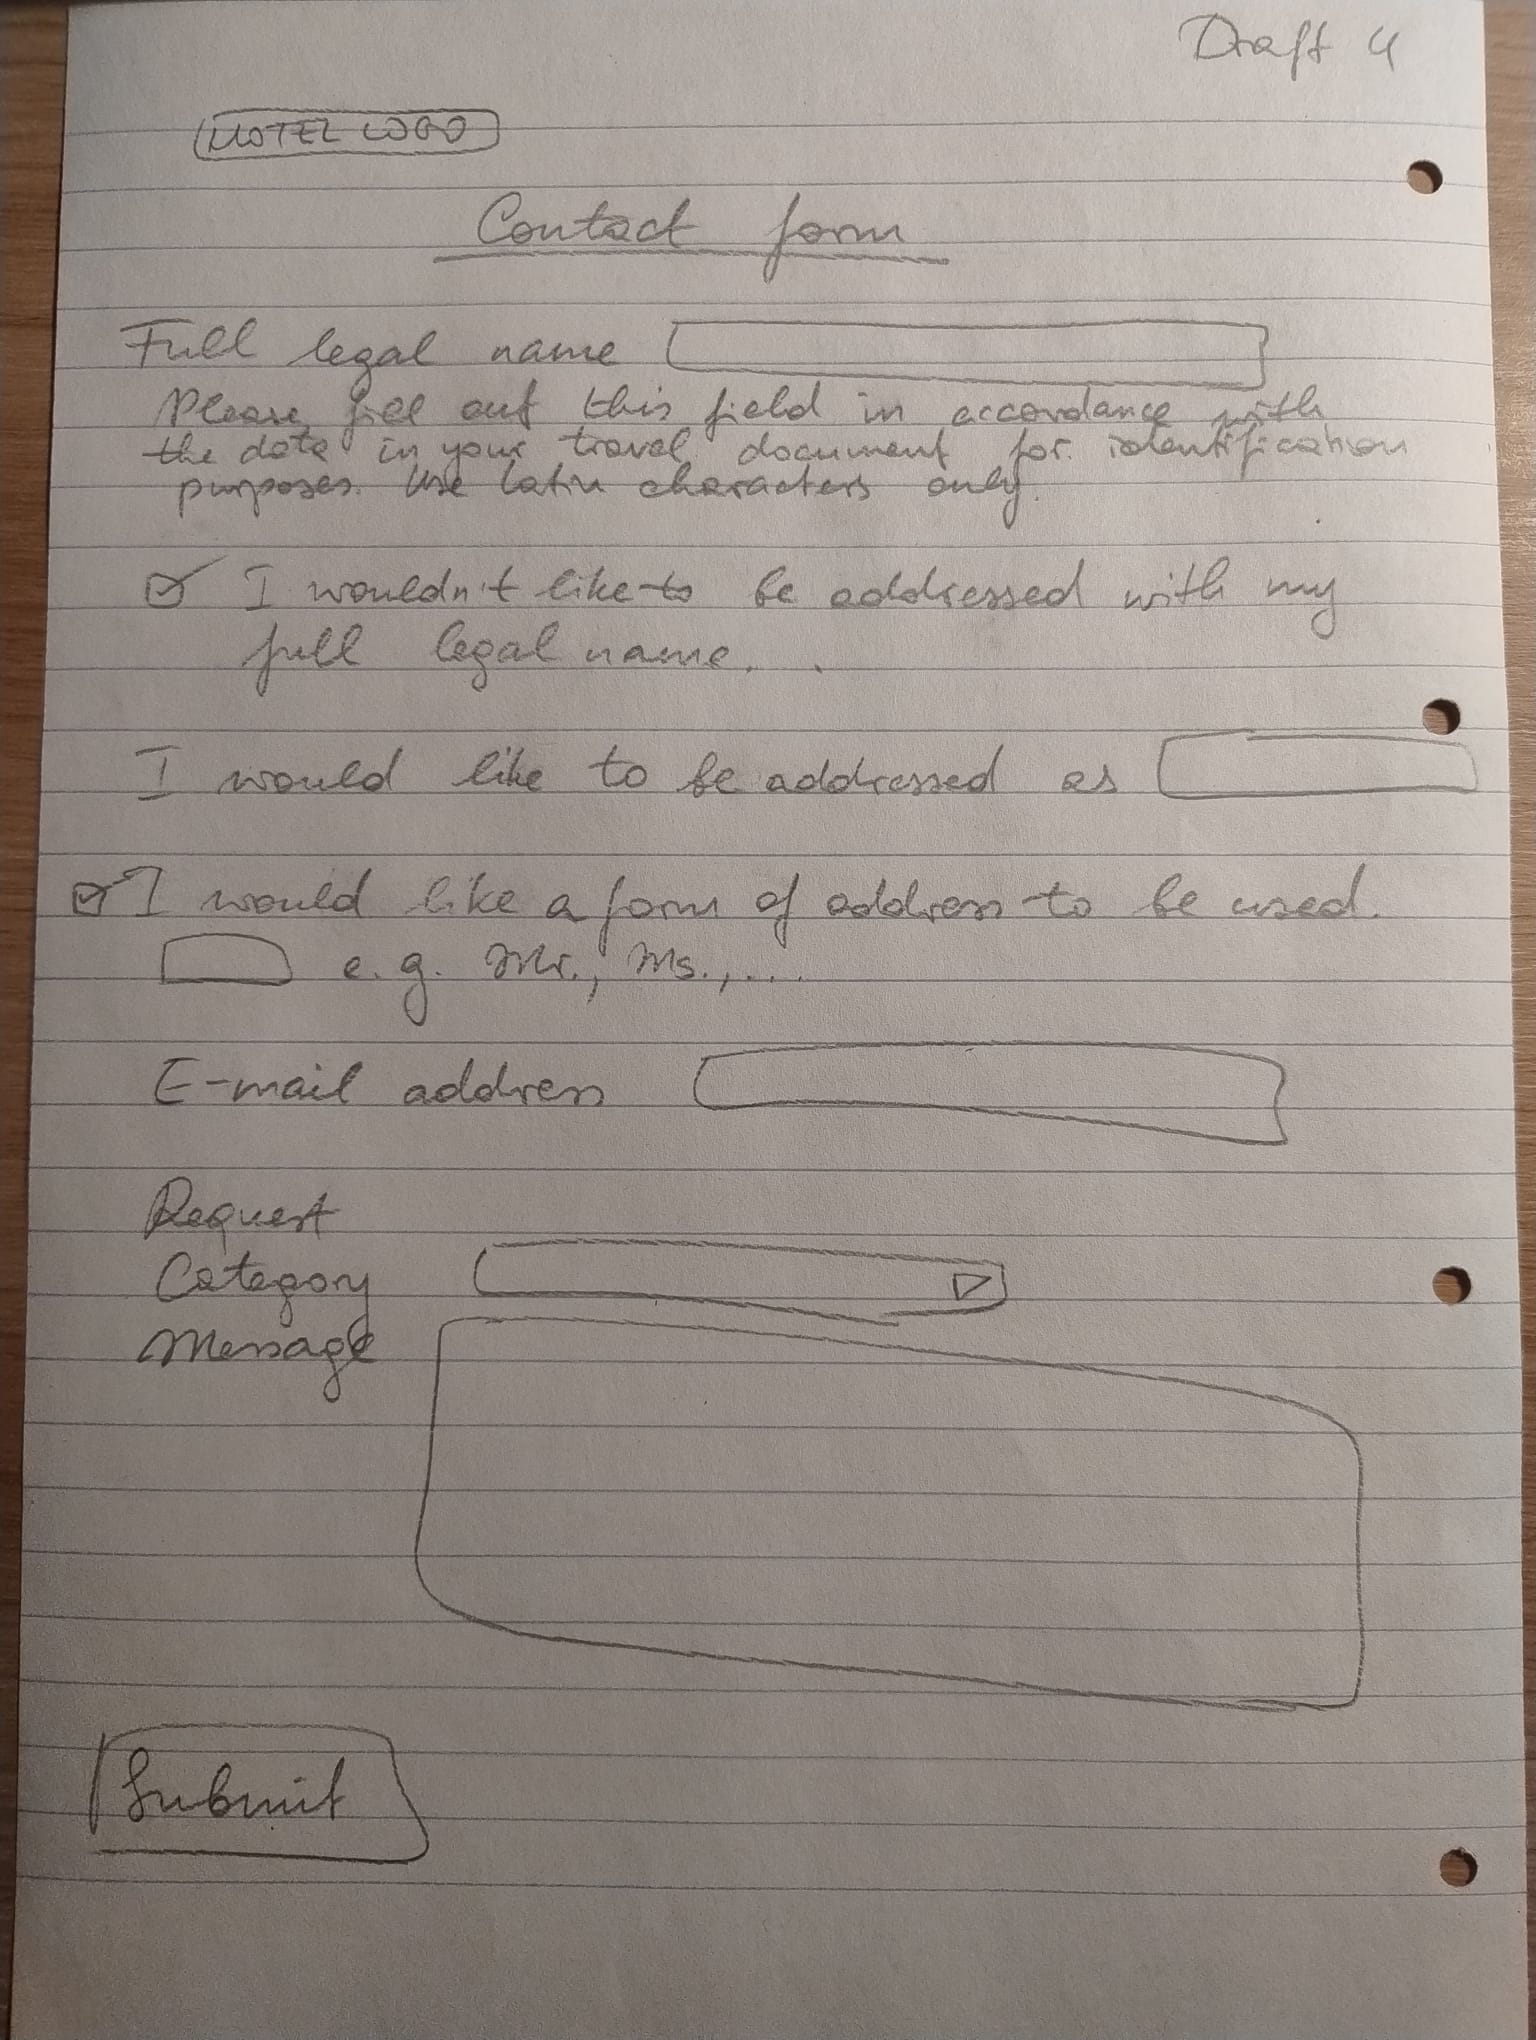 Draft 4
HOTEL LOGO
Contact form
Full legal name
Please fill out this field in accordance with
the data in your travel document for identification
purposes. Use latin characters only.
I wouldn't like to be addressed with my
full legal name.
I would like to be addressed as
I would like a form of address to be used.
e.g. Mr., Ms., ...
E-mail address
Request
Category
Message
Submit